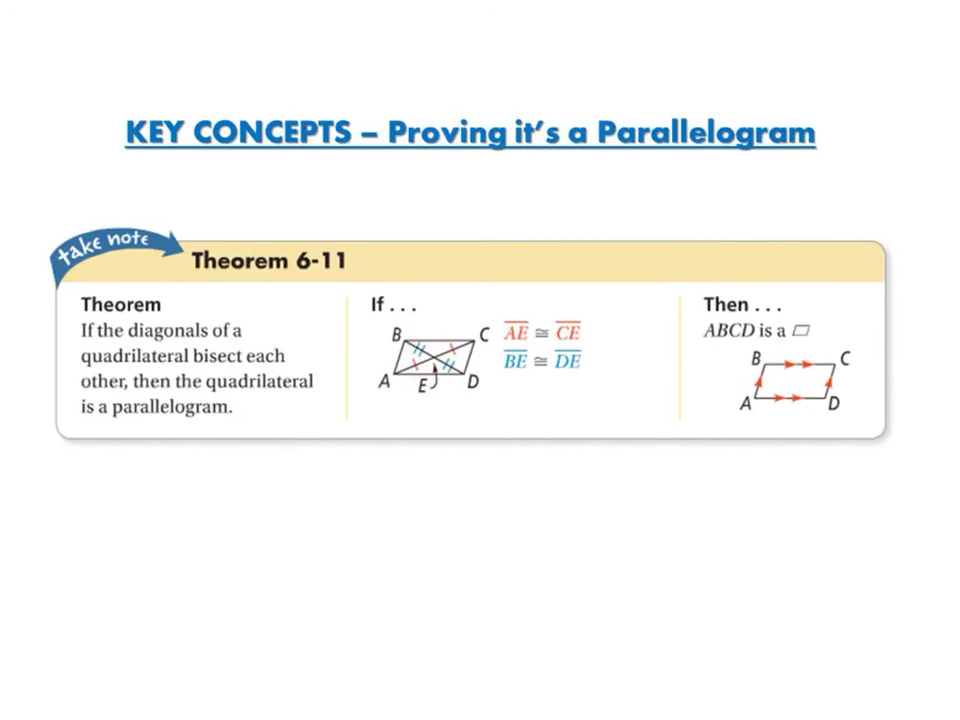 KEY CONCEPTS – Proving it's a Parallelogram
take note
Theorem 6-11
Theorem
If the diagonals of a
quadrilateral bisect each
other, then the quadrilateral
is a parallelogram.
If . . .
B C
A E D
AE ≅ CE
BE ≅ DE
Then . . .
ABCD is a ▱
B C
A D